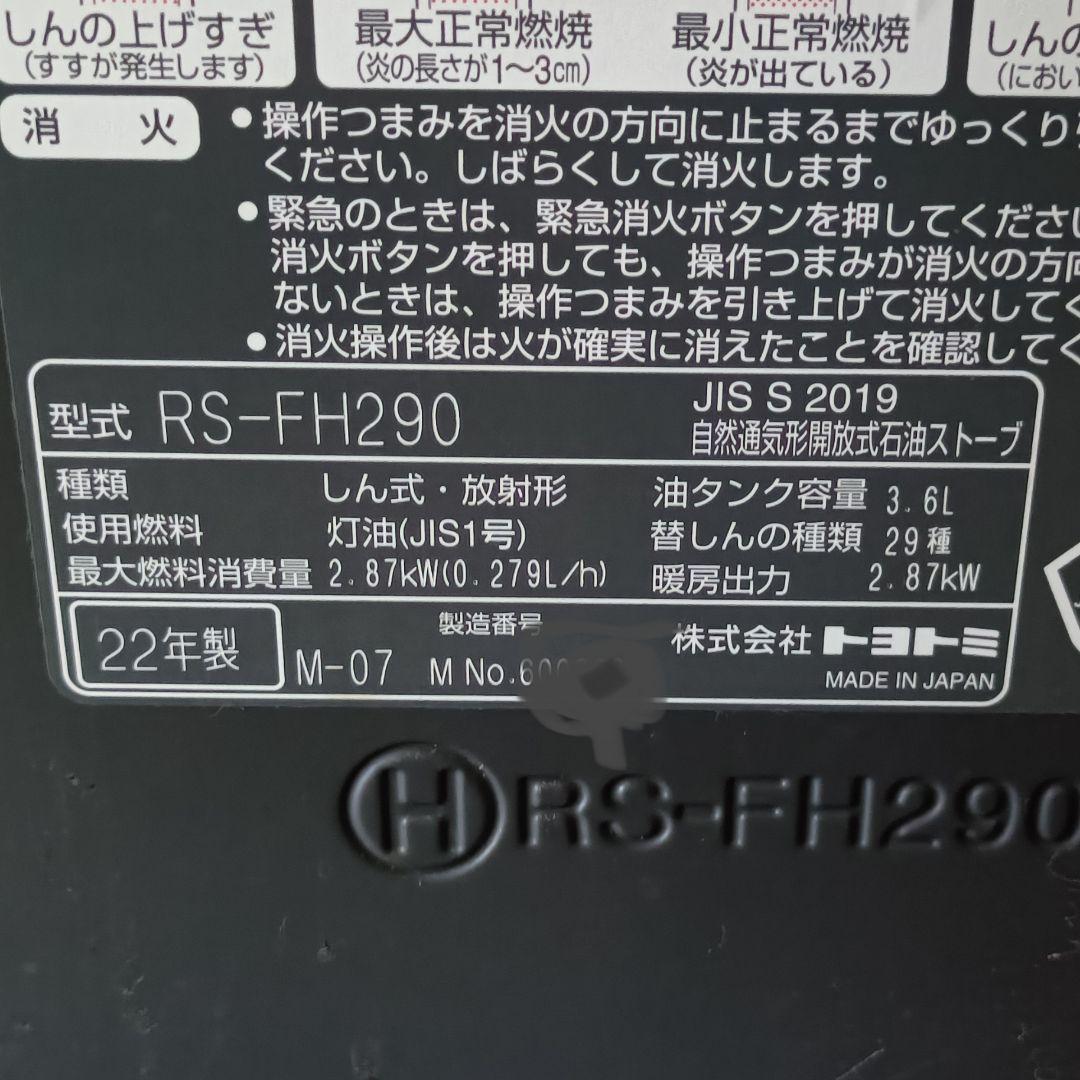 しんの上げすぎ
(すすが発生します)
最大正常燃焼
(炎の長さが1〜3cm)
最小正常燃焼
(炎が出ている)
しんの
(におい
消 火
●操作つまみを消火の方向に止まるまでゆっくり
ください。しばらくして消火します。
●緊急のときは、緊急消火ボタンを押してくださ
消火ボタンを押しても、操作つまみが消火の方向
ないときは、操作つまみを引き上げて消火してく
●消火操作後は火が確実に消えたことを確認してく
型式 RS-FH290
JIS S 2019
自然通気形開放式石油ストーブ
種類 しん式・放射形
油タンク容量 3.6L
使用燃料 灯油(JIS1号)
替しんの種類 29種
最大燃料消費量 2.87kW(0.279L/h)
暖房出力 2.87kW
22年製
製造番号
M-07 M No.60
株式会社 トヨトミ
MADE IN JAPAN
H RS-FH290